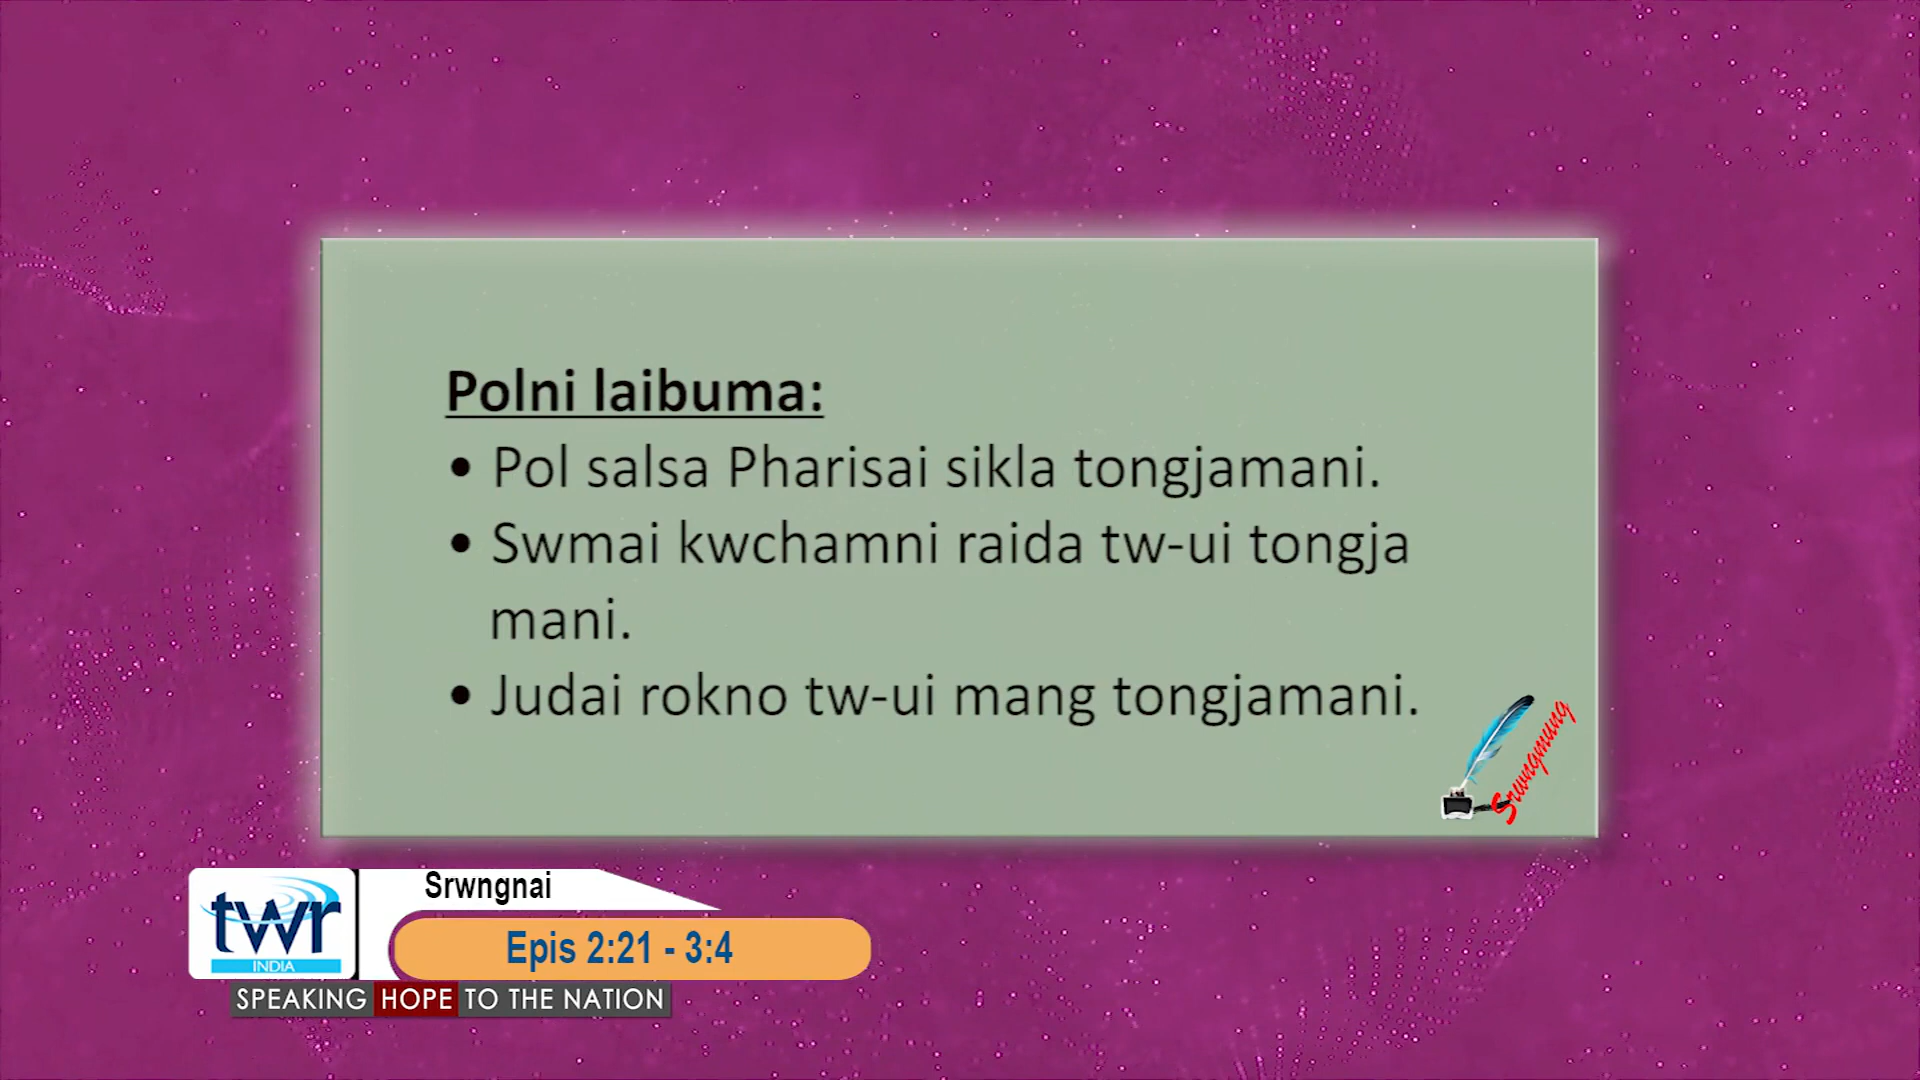 Polni laibuma:
• Pol salsa Pharisai sikla tongjamani.
• Swmai kwchamni raida tw-ui tongja
mani.
• Judai rokno tw-ui mang tongjamani.
Srwngmung
twr
INDIA
Srwngnai
Epis 2:21 - 3:4
SPEAKING HOPE TO THE NATION